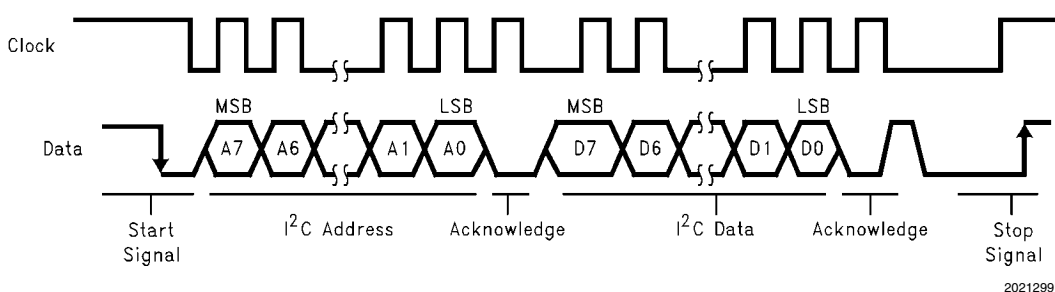 Clock
MSB LSB MSB LSB
Data A7 A6 A1 A0 D7 D6 D1 D0
Start Signal
I²C Address
Acknowledge
I²C Data
Acknowledge
Stop Signal
2021299